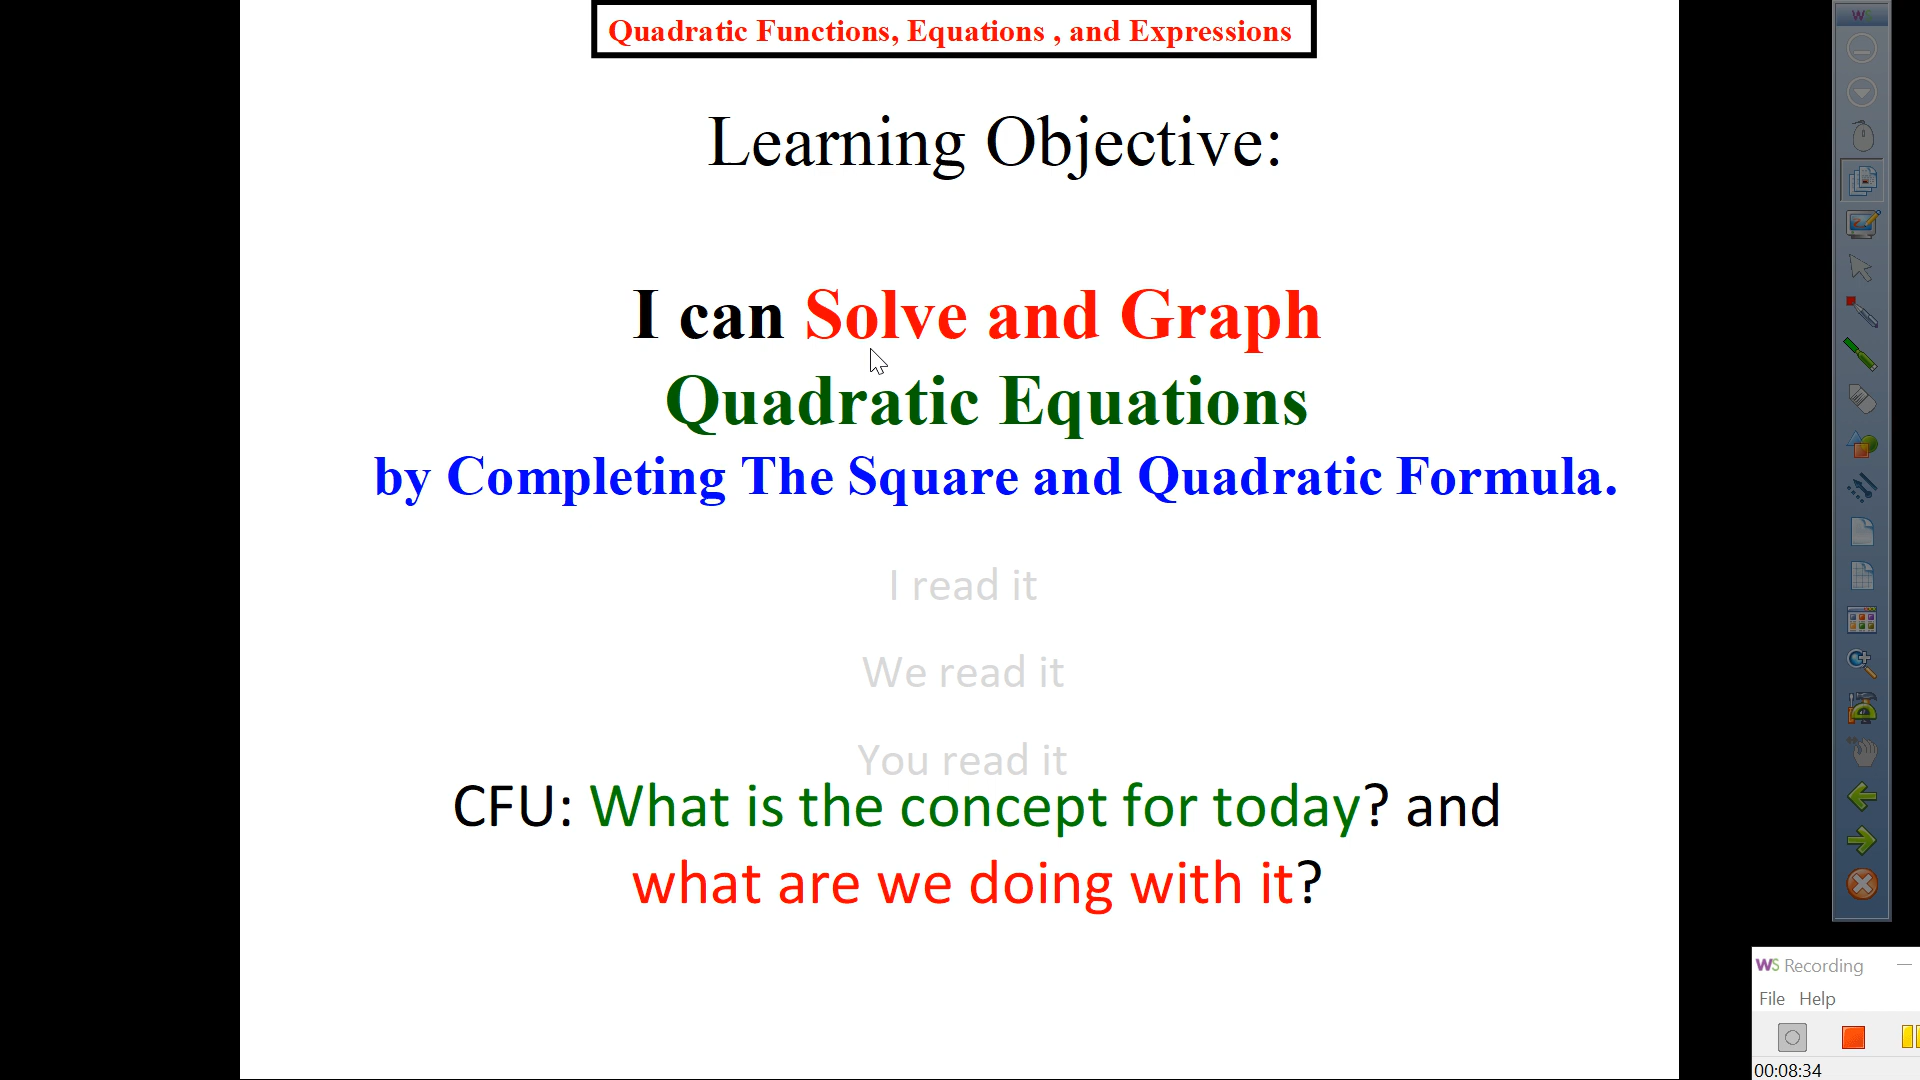 Quadratic Functions, Equations , and Expressions
Learning Objective:
I can Solve and Graph
Quadratic Equations
by Completing The Square and Quadratic Formula.
I read it
We read it
You read it
CFU: What is the concept for today? and
what are we doing with it?
WS
WS Recording
File Help
00:08:34